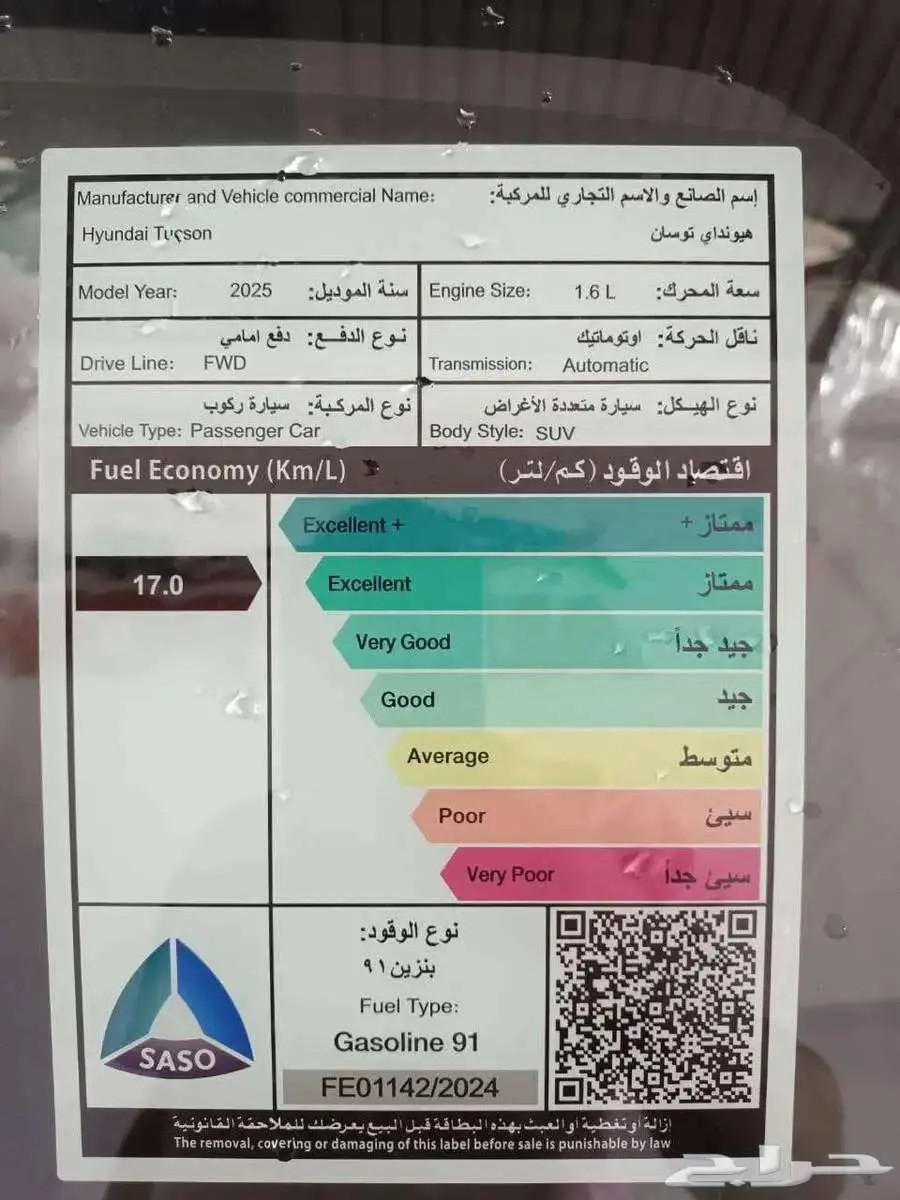 Manufacturer and Vehicle commercial Name: إسم الصانع والاسم التجاري للمركبة:
Hyundai Tucson هيونداي توسان
Model Year: 2025 سنة الموديل:
Engine Size: 1.6 L سعة المحرك:
نوع الدفع: دفع امامي
Drive Line: FWD
ناقل الحركة: اوتوماتيك
Transmission: Automatic
نوع المركبة: سيارة ركوب
Vehicle Type: Passenger Car
نوع الهيكل: سيارة متعددة الأغراض
Body Style: SUV
Fuel Economy (Km/L) اقتصاد الوقود (كم/لتر)
Excellent + ممتاز +
17.0
Excellent ممتاز
Very Good جيد جداً
Good جيد
Average متوسط
Poor سيئ
Very Poor سيئ جداً
SASO
نوع الوقود:
بنزين ٩١
Fuel Type:
Gasoline 91
FE01142/2024
ازالة أو تغطية أو العبث بهذه البطاقة قبل البيع يعرضك للملاحقة القانونية
The removal, covering or damaging of this label before sale is punishable by law
حراج